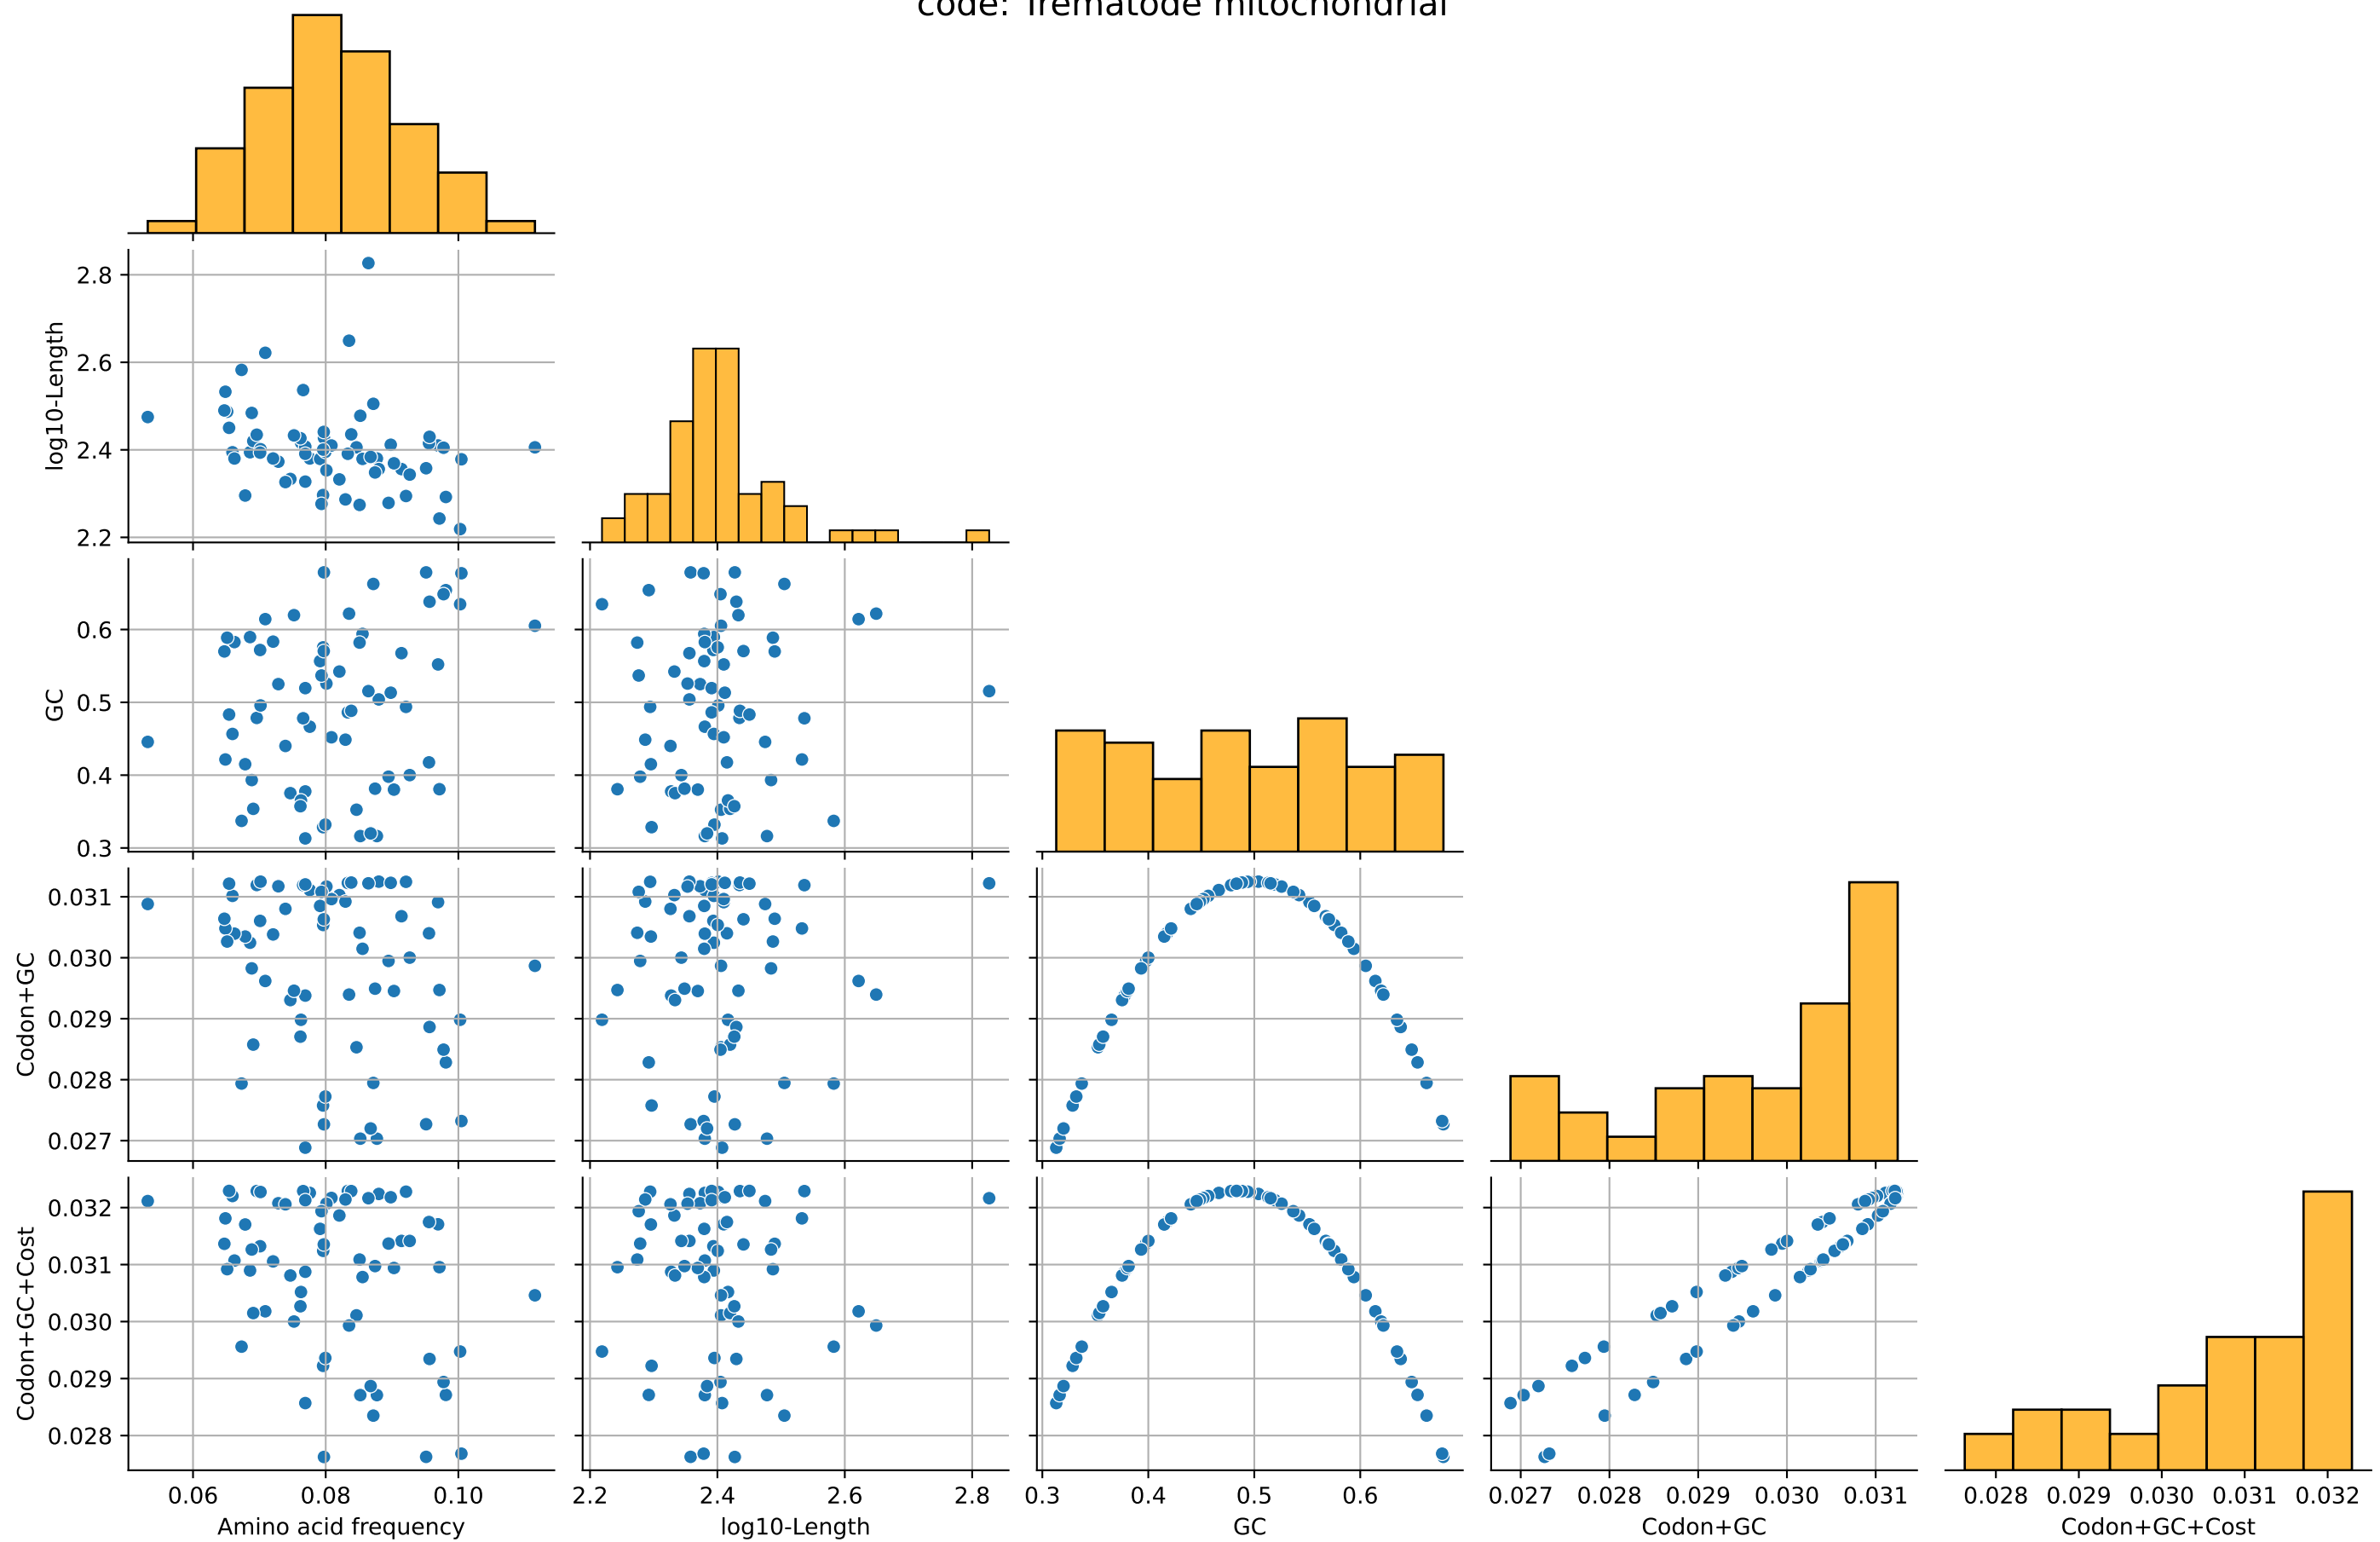 code: Trematode mitochondrial
2.8
2.6
2.4
2.2
log10-Length
0.6
0.5
0.4
0.3
GC
0.031
0.030
0.029
0.028
0.027
Codon+GC
0.032
0.031
0.030
0.029
0.028
Codon+GC+Cost
0.06 0.08 0.10 2.2 2.4 2.6 2.8 0.3 0.4 0.5 0.6 0.027 0.028 0.029 0.030 0.031 0.028 0.029 0.030 0.031 0.032
Amino acid frequency log10-Length GC Codon+GC Codon+GC+Cost